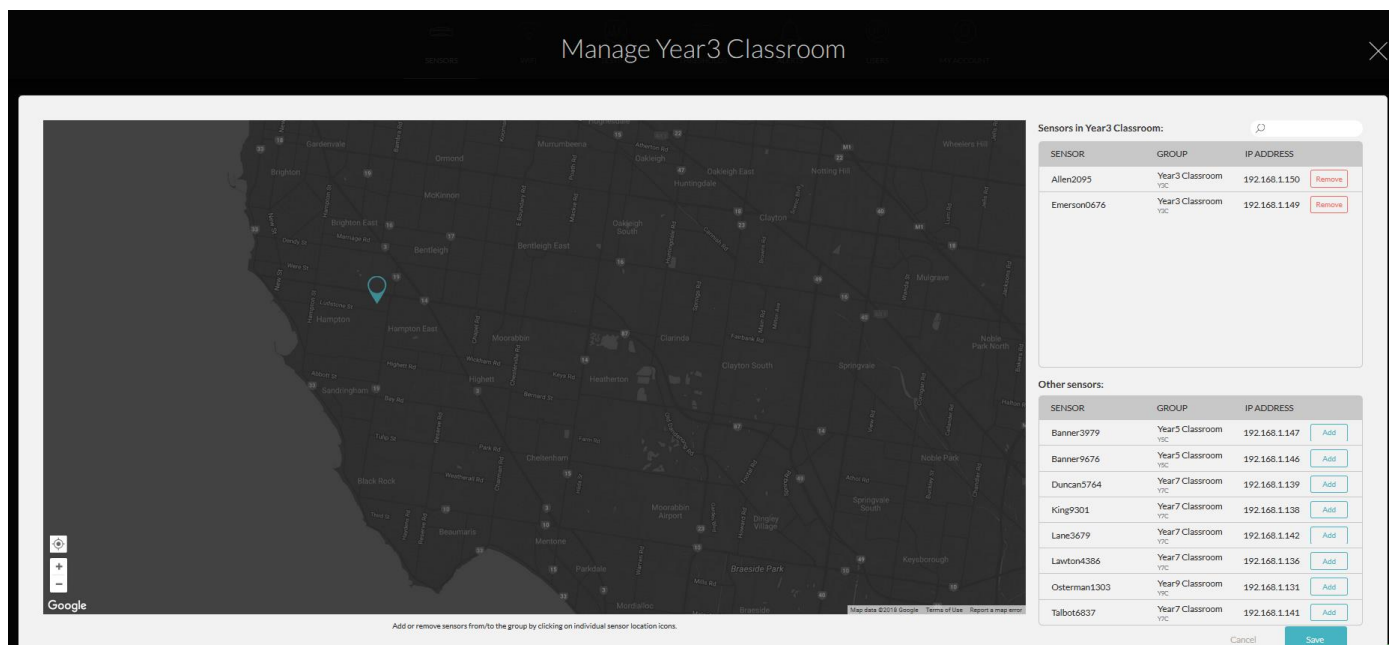 Manage Year3 Classroom
SENSORS
MY ACCOUNT
Sensors in Year3 Classroom:
SENSOR GROUP IP ADDRESS
Allen2095 Year3 Classroom 192.168.1.150 Remove
Y3C
Emerson0676 Year3 Classroom 192.168.1.149 Remove
Y3C
Other sensors:
SENSOR GROUP IP ADDRESS
Banner3979 Year5 Classroom 192.168.1.147 Add
Y5C
Banner9676 Year5 Classroom 192.168.1.146 Add
Y5C
Duncan5764 Year7 Classroom 192.168.1.139 Add
Y7C
King9301 Year7 Classroom 192.168.1.138 Add
Y7C
Lane3679 Year7 Classroom 192.168.1.142 Add
Y7C
Lawton4386 Year7 Classroom 192.168.1.136 Add
Y7C
Osterman1303 Year9 Classroom 192.168.1.131 Add
Y9C
Talbot6837 Year7 Classroom 192.168.1.141 Add
Y7C
Cancel Save
Gardenvale
Murrumbeena
Wheelers Hill
Ormond
Oakleigh
Brighton
Oakleigh East
Notting Hill
Huntingdale
McKinnon
Brighton East
Clayton
Oakleigh
South
Bentleigh
Bentleigh East
Mulgrave
Hampton
Hampton East
Moorabbin
Clarinda
Noble
Park North
Highett
Heatherton
Clayton South
Springvale
Sandringham
Cheltenham
Noble Park
Black Rock
Moorabbin
Airport
Springvale
South
Dingley
Village
Beaumaris
Mentone
Keysborough
Parkdale
Braeside Park
Mordialloc
Braeside
+
−
Google
Map data ©2018 Google Terms of Use Report a map error
Add or remove sensors from/to the group by clicking on individual sensor location icons.